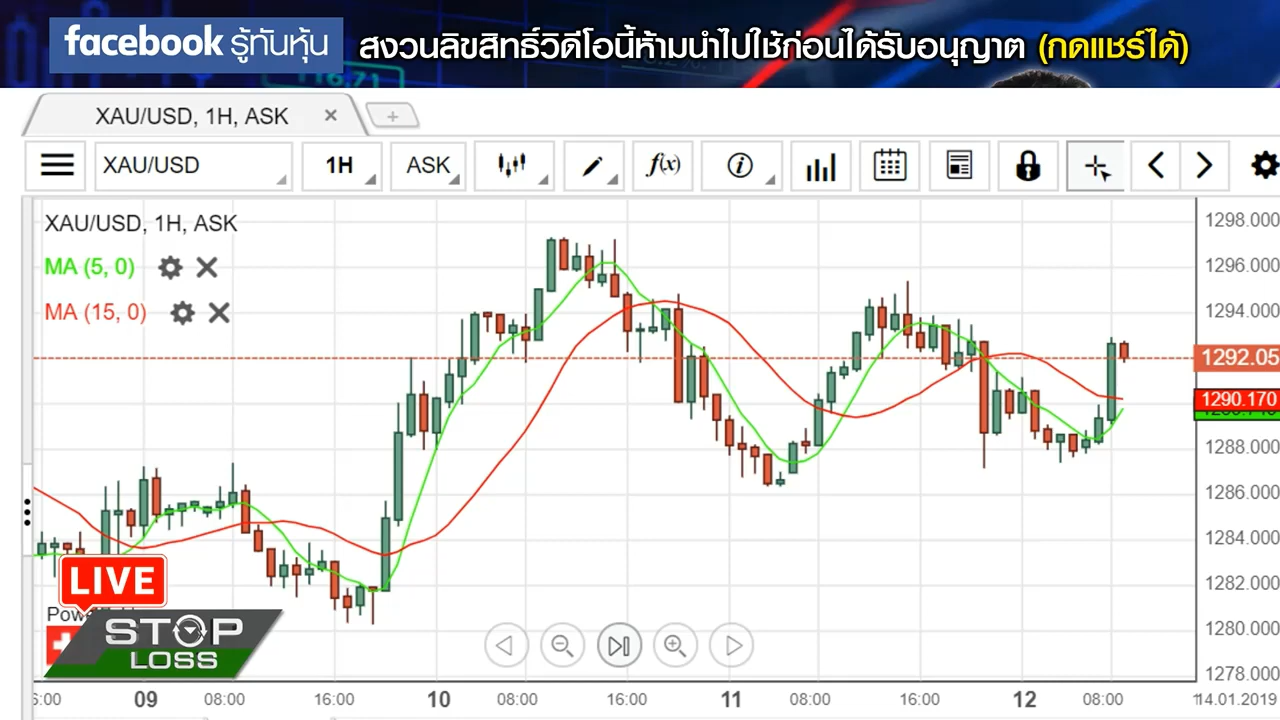 facebook รู้ทันหุ้น สงวนลิขสิทธิ์วิดีโอนี้ห้ามนำไปใช้ก่อนได้รับอนุญาต (กดแชร์ได้)
116.71
XAU/USD, 1H, ASK
XAU/USD 1H ASK f(x)
XAU/USD, 1H, ASK
MA (5, 0)
MA (15, 0)
1298.000
1296.000
1294.000
1292.05
1290.170
1288.000
1286.000
1284.000
1282.000
1280.000
1278.000
LIVE
STOP
LOSS
09 08:00 16:00 10 08:00 16:00 11 08:00 16:00 12 08:00 14.01.2019